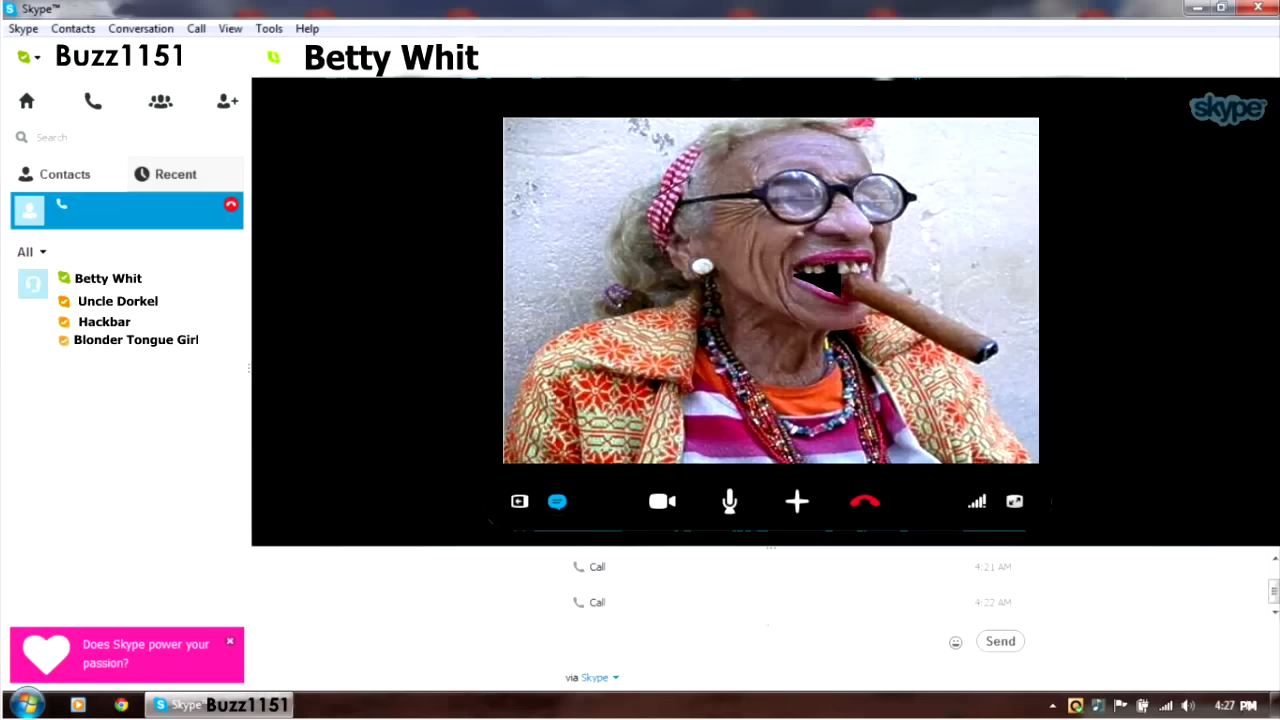 Skype™
Skype Contacts Conversation Call View Tools Help
Buzz1151
Betty Whit
skype
Search
Contacts
Recent
All
Betty Whit
Uncle Dorkel
Hackbar
Blonder Tongue Girl
Call 4:21 AM
Call 4:22 AM
Does Skype power your
passion?
Send
via Skype
Skype Buzz1151
4:27 PM